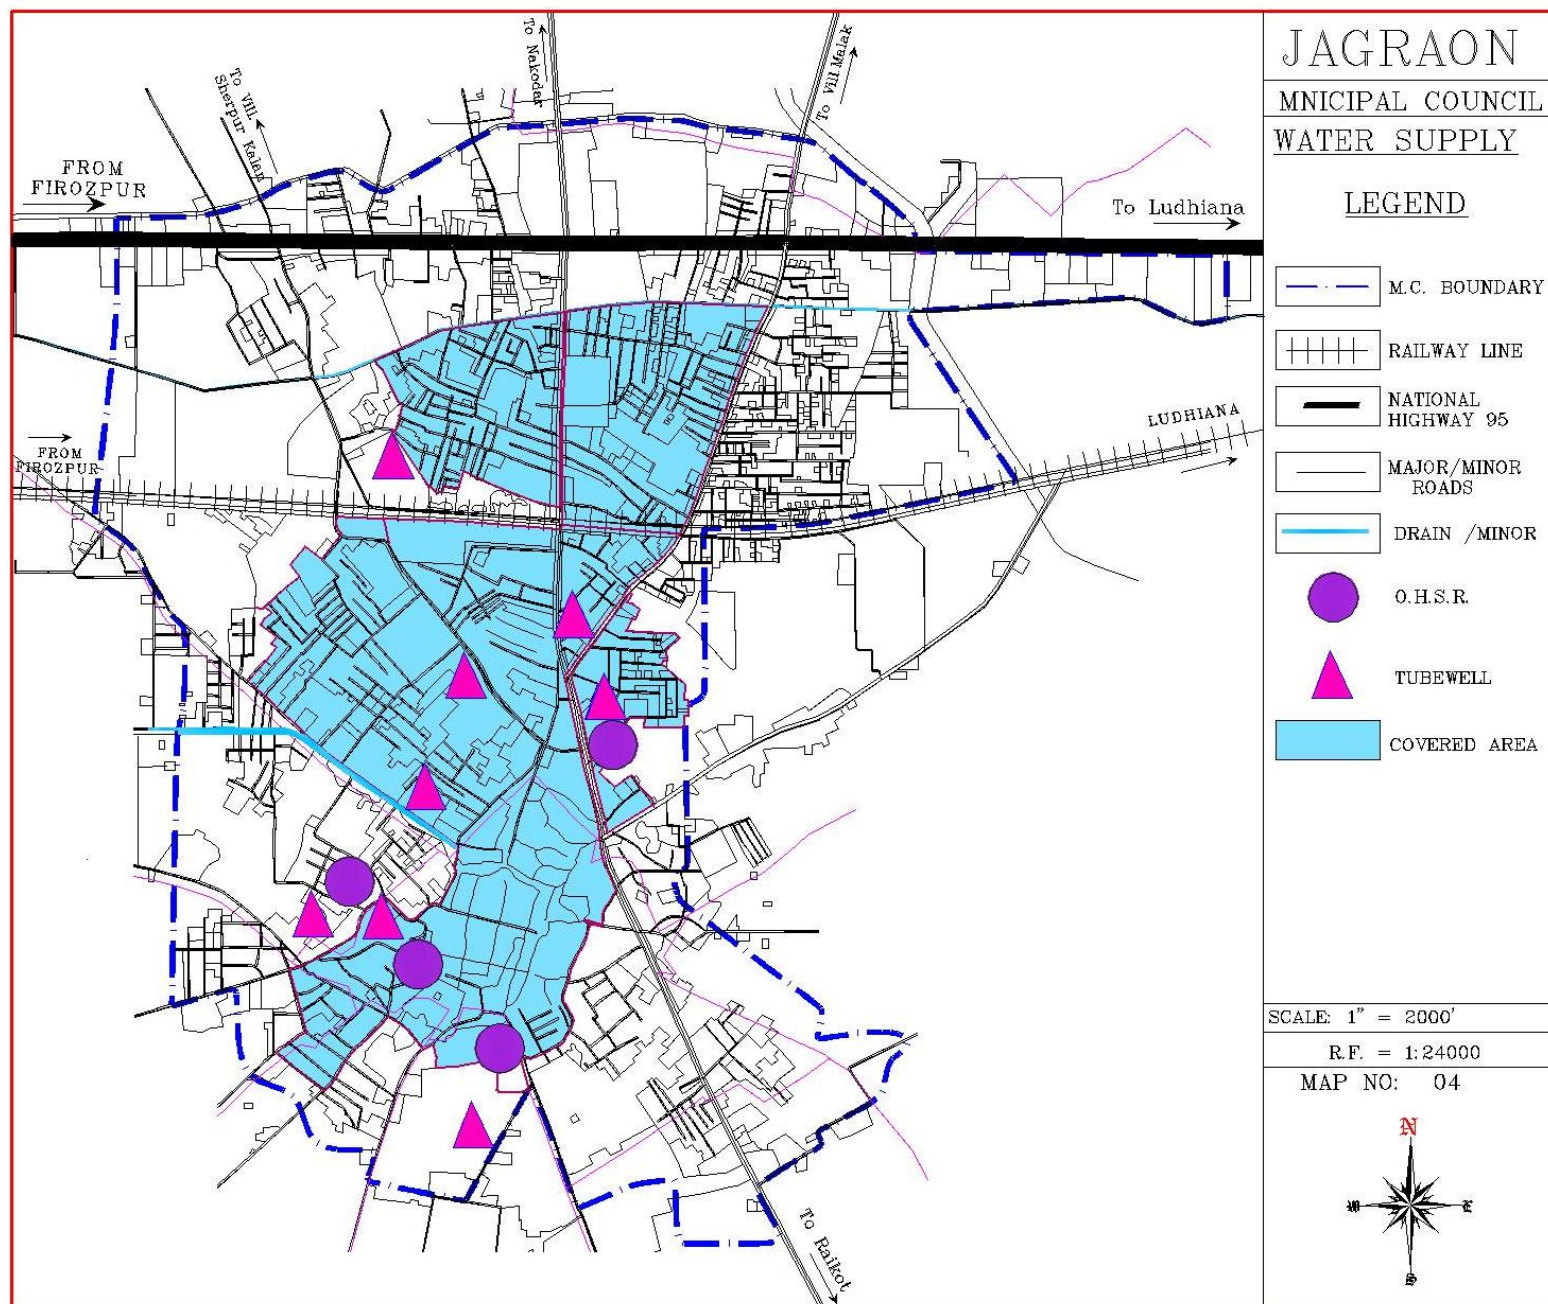 JAGRAON
MNICIPAL COUNCIL
WATER SUPPLY
LEGEND
M.C. BOUNDARY
RAILWAY LINE
NATIONAL
HIGHWAY 95
MAJOR/MINOR
ROADS
DRAIN /MINOR
O.H.S.R.
TUBEWELL
COVERED AREA
SCALE: 1" = 2000'
R.F. = 1:24000
MAP NO: 04
N
To Nakodar
To Vill Malak
To Vill
Sherpur Kalan
FROM
FIROZPUR
To Ludhiana
LUDHIANA
FROM
FIROZPUR
To Raikot